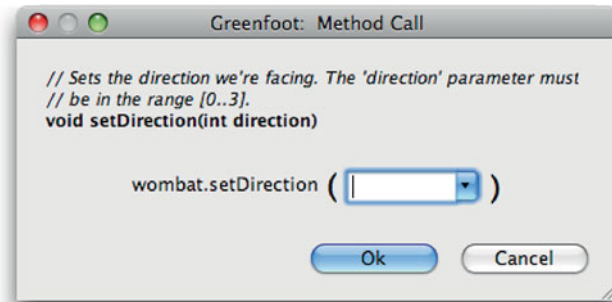 Greenfoot: Method Call
// Sets the direction we're facing. The 'direction' parameter must
// be in the range [0..3].
void setDirection(int direction)
wombat.setDirection ( )
Ok Cancel